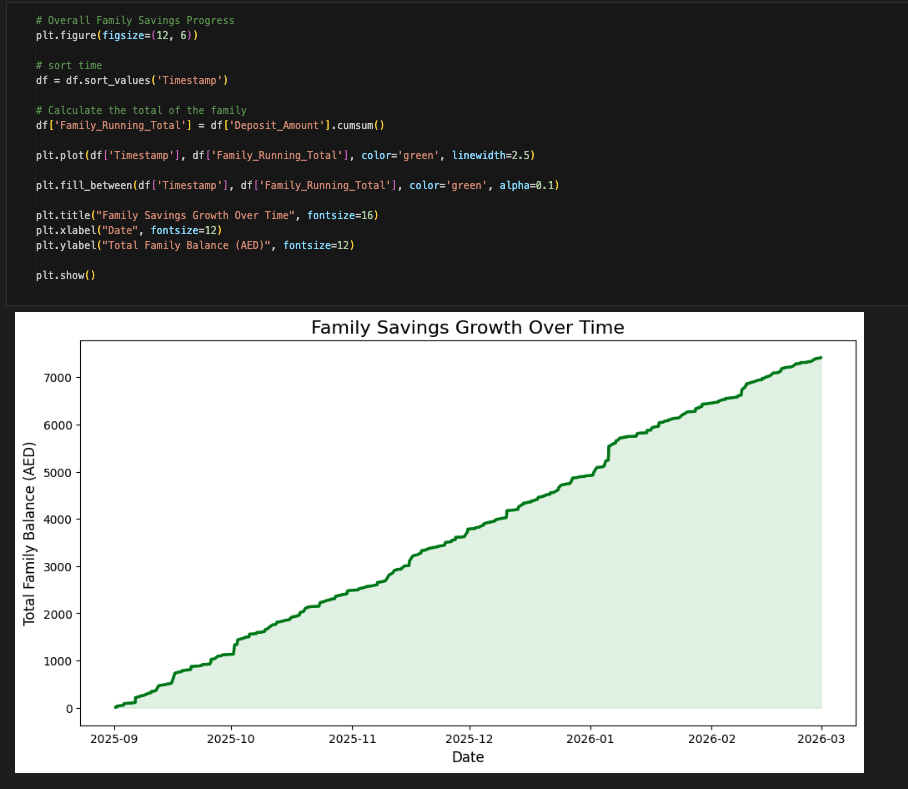 # Overall Family Savings Progress
plt.figure(figsize=(12, 6))
# sort time
df = df.sort_values('Timestamp')
# Calculate the total of the family
df['Family_Running_Total'] = df['Deposit_Amount'].cumsum()
plt.plot(df['Timestamp'], df['Family_Running_Total'], color='green', linewidth=2.5)
plt.fill_between(df['Timestamp'], df['Family_Running_Total'], color='green', alpha=0.1)
plt.title("Family Savings Growth Over Time", fontsize=16)
plt.xlabel("Date", fontsize=12)
plt.ylabel("Total Family Balance (AED)", fontsize=12)
plt.show()
Family Savings Growth Over Time
Total Family Balance (AED)
7000
6000
5000
4000
3000
2000
1000
0
2025-09 2025-10 2025-11 2025-12 2026-01 2026-02 2026-03
Date